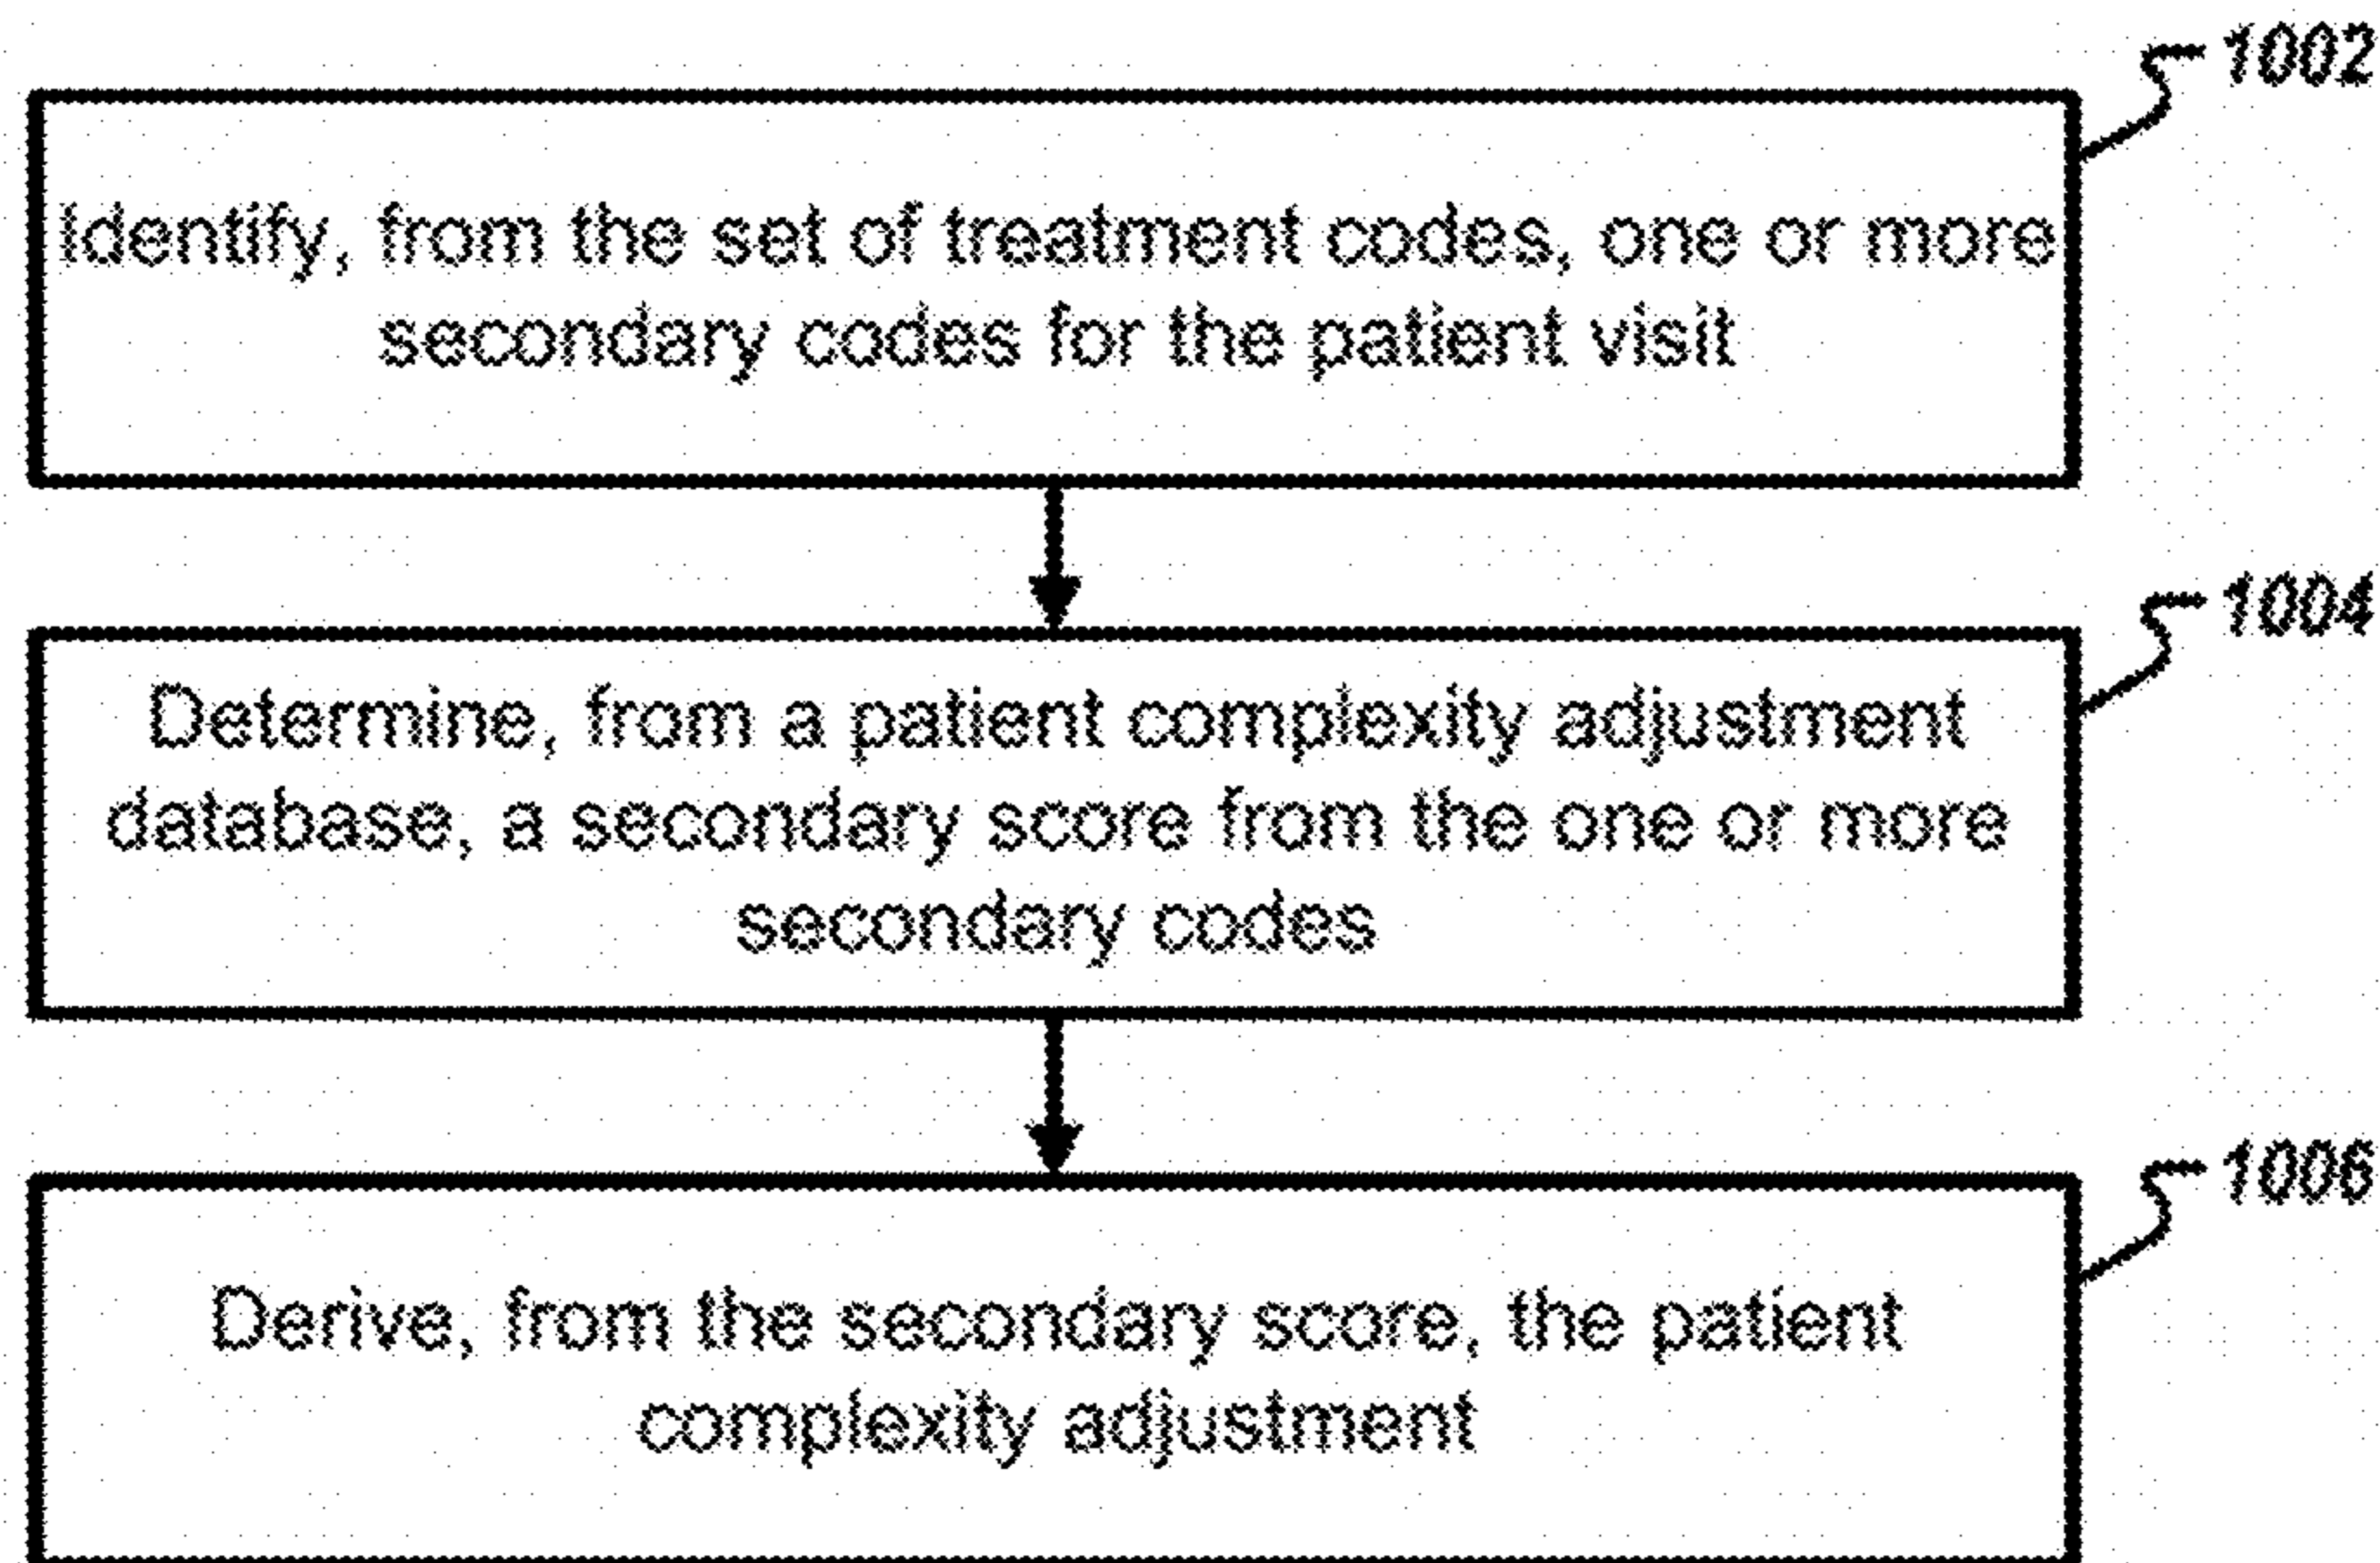 1002
Identify, from the set of treatment codes, one or more
secondary codes for the patient visit
1004
Determine, from a patient complexity adjustment
database, a secondary score from the one or more
secondary codes
1006
Derive, from the secondary score, the patient
complexity adjustment